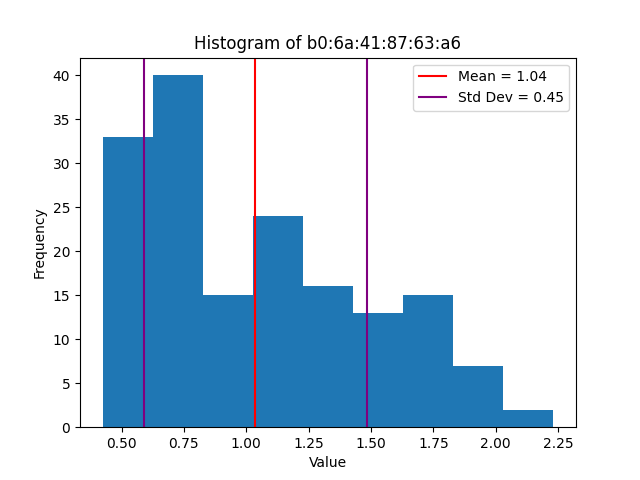 Histogram of b0:6a:41:87:63:a6
Mean = 1.04
Std Dev = 0.45
40
35
30
25
20
15
10
5
0
Frequency
0.50 0.75 1.00 1.25 1.50 1.75 2.00 2.25
Value